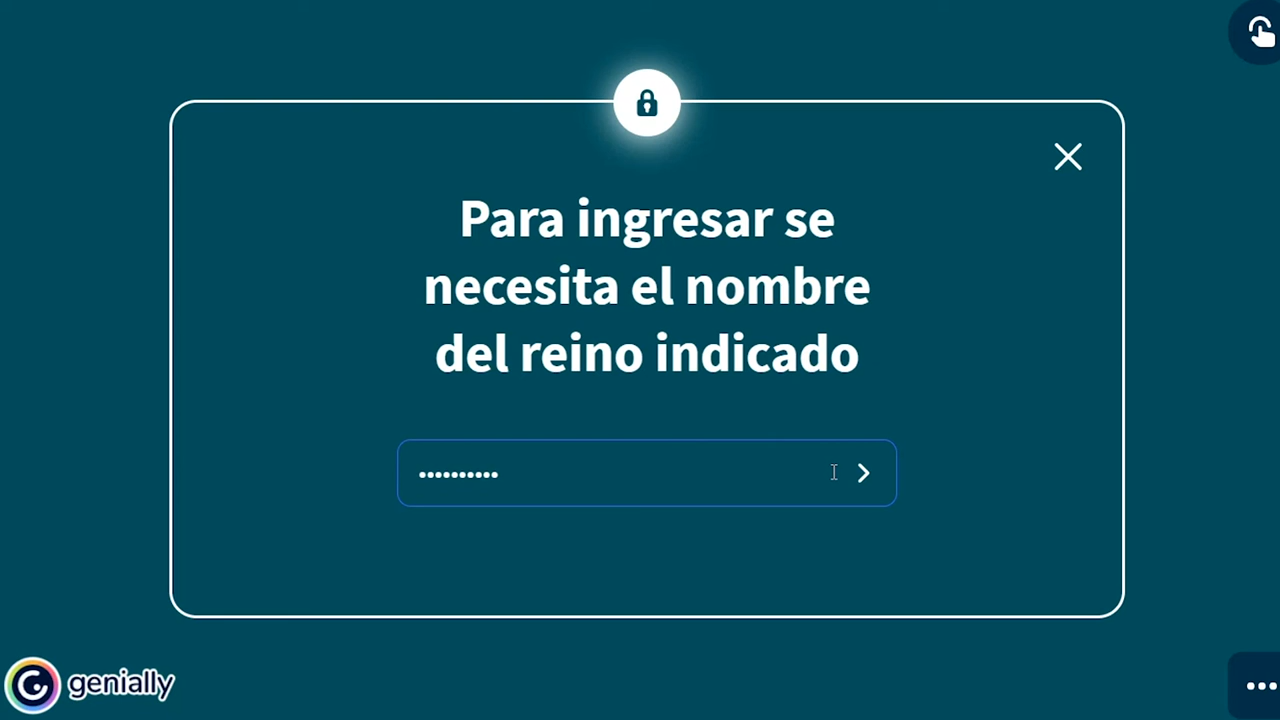 Para ingresar se
necesita el nombre
del reino indicado
••••••••••
genially